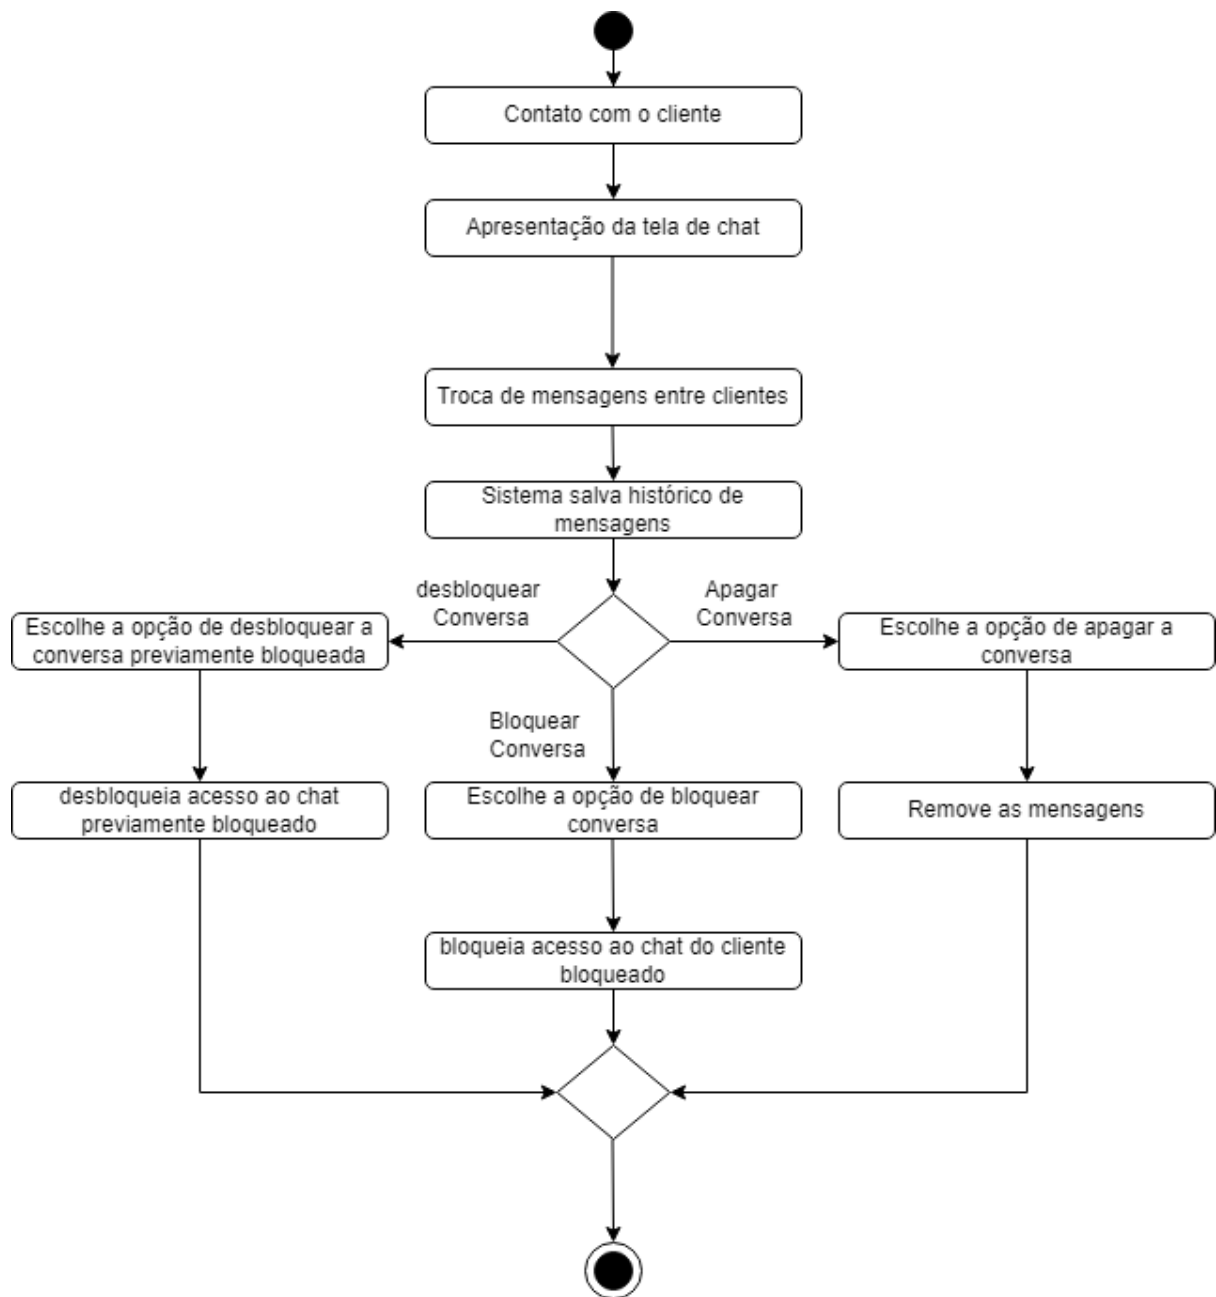 Contato com o cliente
Apresentação da tela de chat
Troca de mensagens entre clientes
Sistema salva histórico de
mensagens
desbloquear
Conversa
Apagar
Conversa
Escolhe a opção de desbloquear a
conversa previamente bloqueada
Escolhe a opção de apagar a
conversa
Bloquear
Conversa
desbloqueia acesso ao chat
previamente bloqueado
Escolhe a opção de bloquear
conversa
Remove as mensagens
bloqueia acesso ao chat do cliente
bloqueado